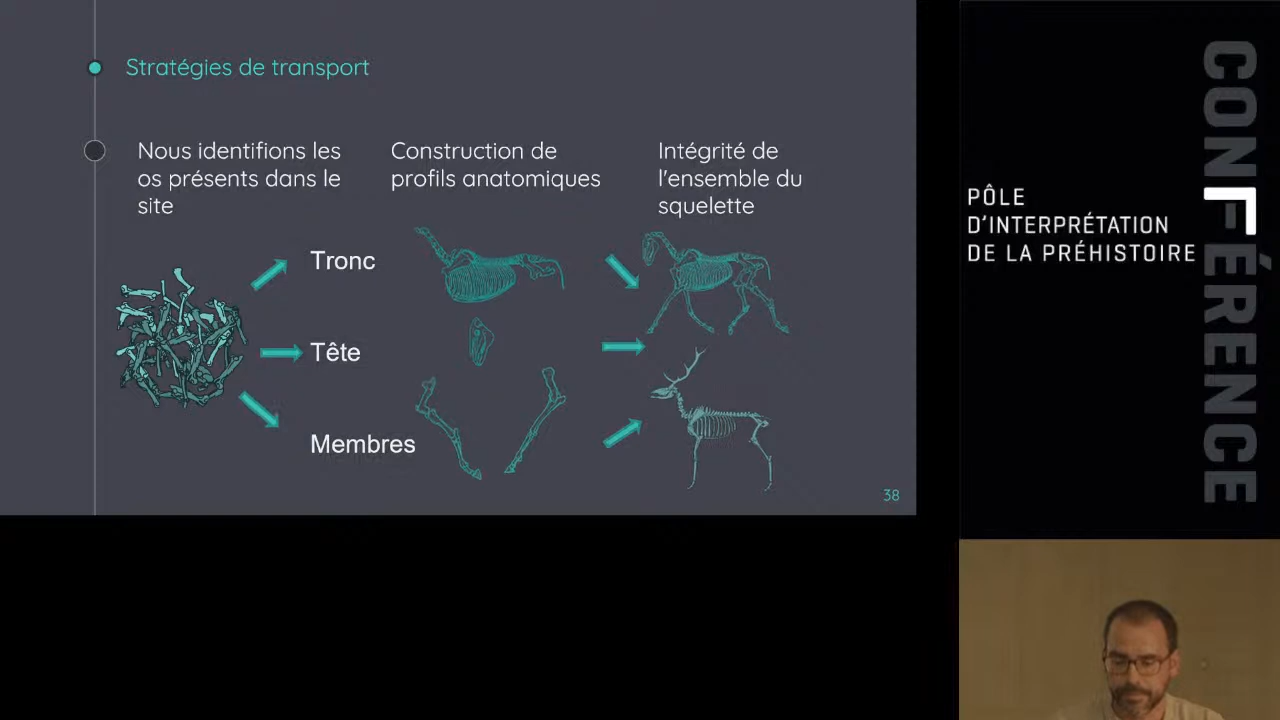 Stratégies de transport
Nous identifions les
os présents dans le
site
Construction de
profils anatomiques
Intégrité de
l'ensemble du
squelette
Tronc
Tête
Membres
38
PÔLE
D'INTERPRÉTATION
DE LA PRÉHISTOIRE
CONFÉRENCE